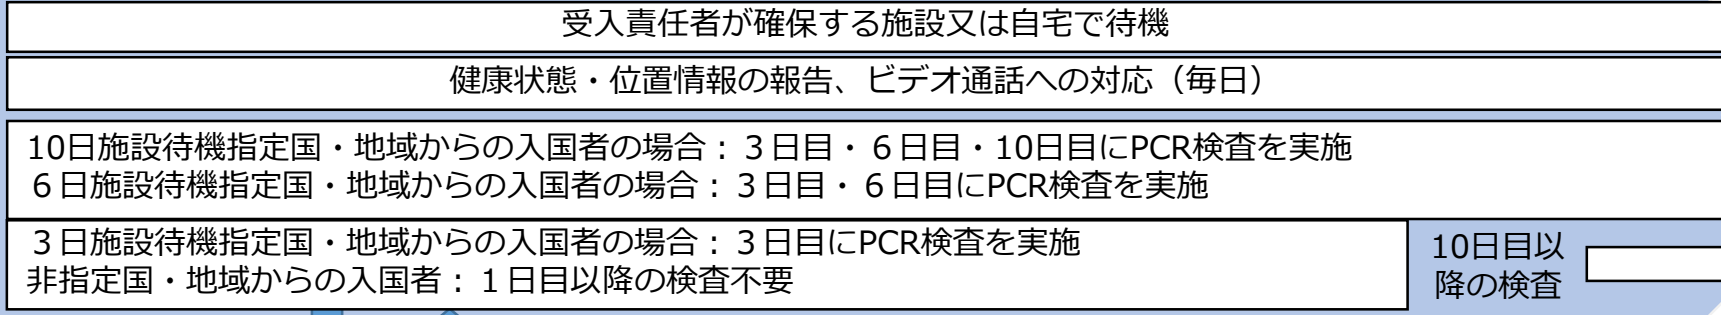 受入責任者が確保する施設又は自宅で待機
健康状態・位置情報の報告、ビデオ通話への対応（毎日）
10日施設待機指定国・地域からの入国者の場合：３日目・６日目・10日目にPCR検査を実施
６日施設待機指定国・地域からの入国者の場合：３日目・６日目にPCR検査を実施
３日施設待機指定国・地域からの入国者の場合：３日目にPCR検査を実施
非指定国・地域からの入国者：１日目以降の検査不要
10日目以
降の検査